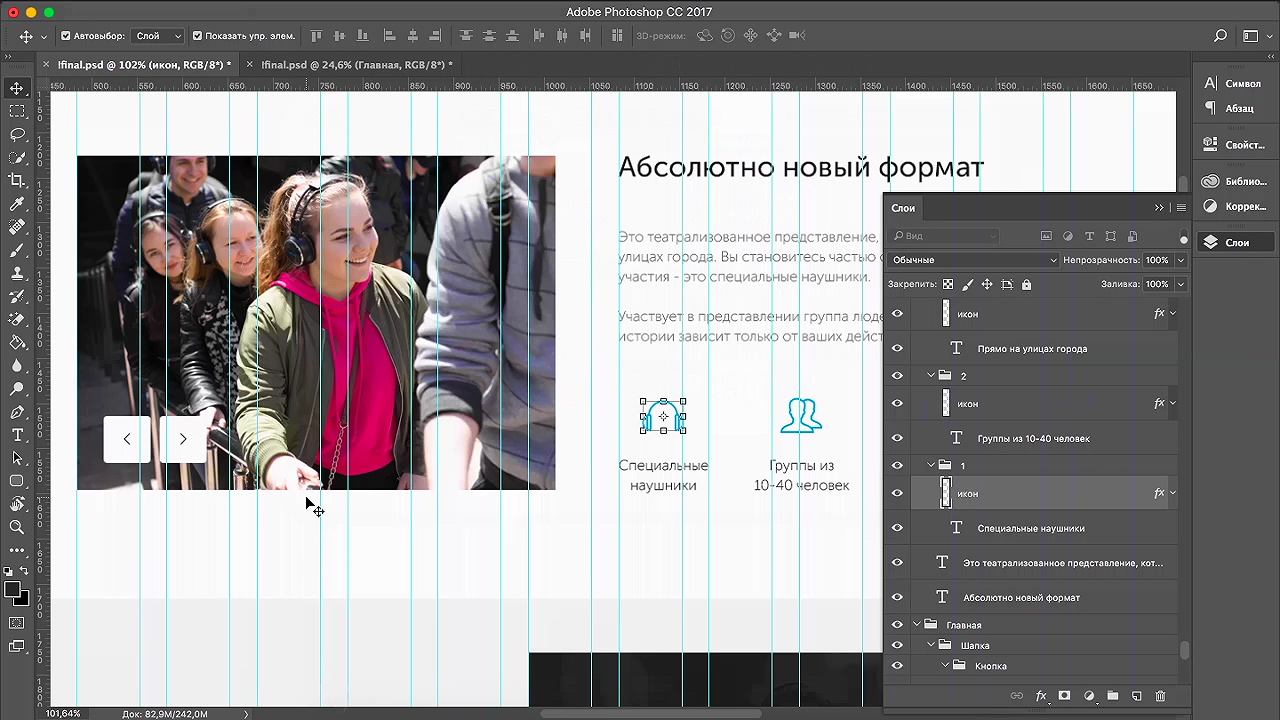 Adobe Photoshop CC 2017
Автовыбор: Слой Показать упр. элем. 3D-режим:
!final.psd @ 102% (икон, RGB/8*) * !final.psd @ 24,6% (Главная, RGB/8*) *
450 500 550 600 650 700 750 800 850 900 950 1000 1050 1100 1150 1200 1250 1300 1350 1400 1450 1500 1550 1600 1650
Символ
Абзац
Свойст...
Библио...
Коррек...
Слои
Абсолютно новый формат
Это театрализованное представление,
улицах города. Вы становитесь частью
участия - это специальные наушники.
Участвует в представлении группа люде
истории зависит только от ваших дейст
Специальные
наушники
Группы из
10-40 человек
Слои
Вид
Обычные Непрозрачность: 100%
Закрепить: Заливка: 100%
икон fx
Прямо на улицах города
2
икон fx
Группы из 10-40 человек
1
икон fx
Специальные наушники
Это театрализованное представление, кот...
Абсолютно новый формат
Главная
Шапка
Кнопка
fx
101,64% Док: 82,9M/242,0M